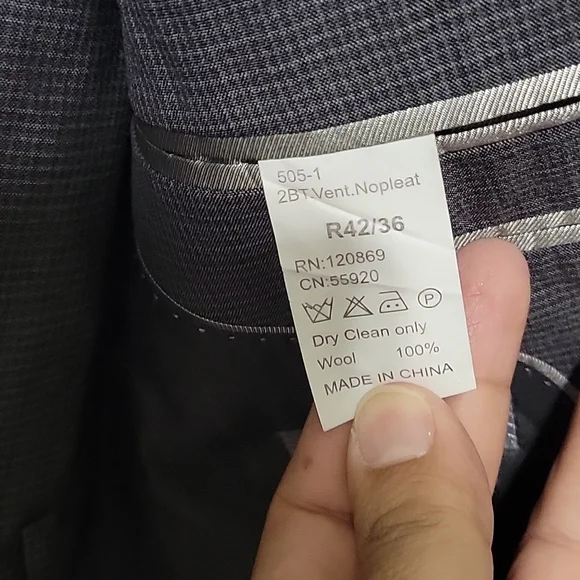 505-1
2BT.Vent.Nopleat
R42/36
RN:120869
CN:55920
P
Dry Clean only
Wool 100%
MADE IN CHINA